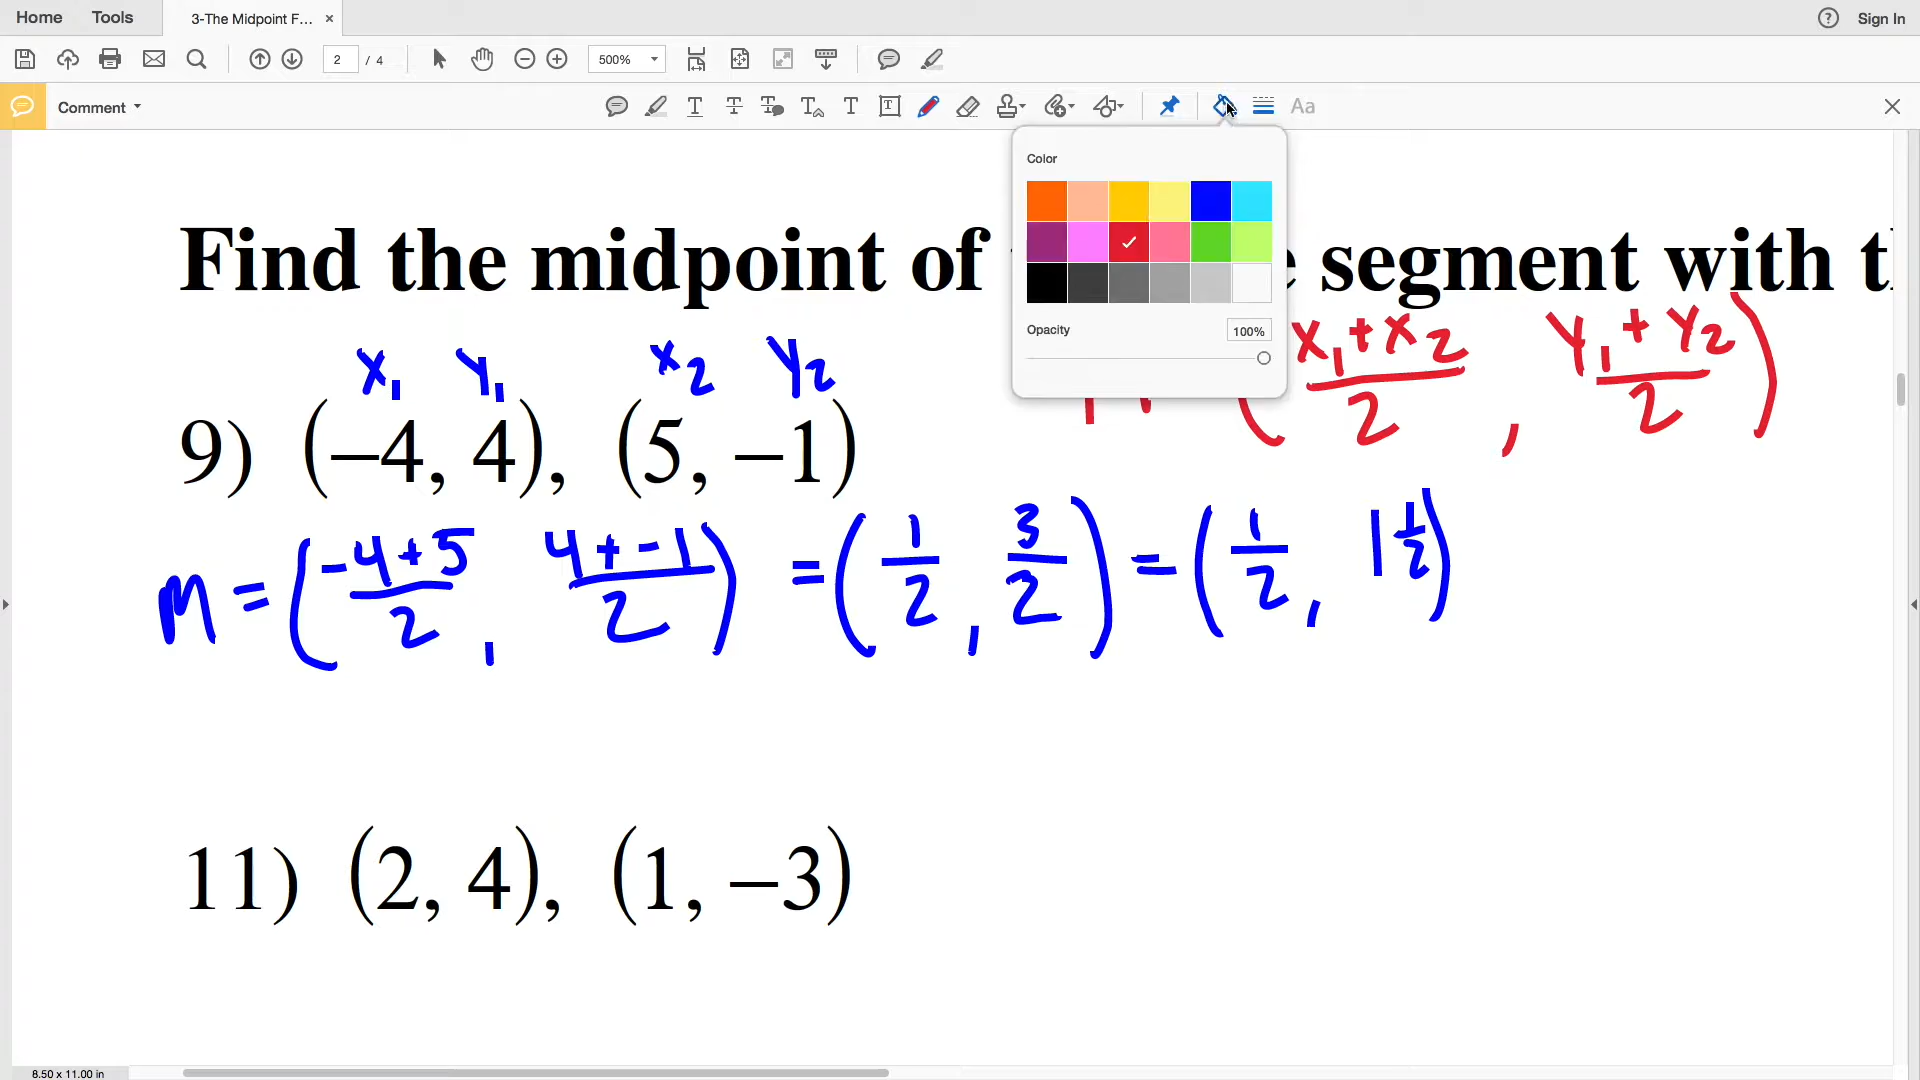 Home Tools 3-The Midpoint F... × ? Sign In
2 / 4 500%
Comment T T T T T T Aa
Color
Find the midpoint of segment with th
Opacity 100%
x₁ y₁ x₂ y₂ x₁+x₂/2 , y₁+y₂/2 )
9) (−4, 4), (5, −1)
M = (-4+5/2 , 4+-1/2) = (1/2 , 3/2) = (1/2 , 1 1/2)
11) (2, 4), (1, −3)
8.50 x 11.00 in